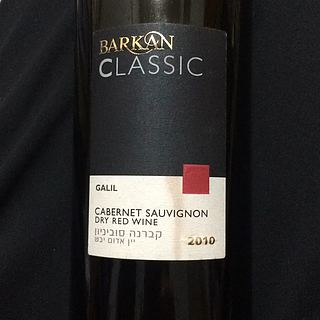 BARKAN
CLASSIC
GALIL
CABERNET SAUVIGNON
DRY RED WINE
קברנה סוביניון
יין אדום יבש 2010